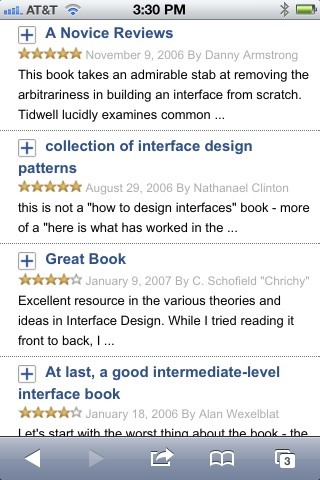 AT&T 3:30 PM
A Novice Reviews
November 9, 2006 By Danny Armstrong
This book takes an admirable stab at removing the
arbitrariness in building an interface from scratch.
Tidwell lucidly examines common ...
collection of interface design
patterns
August 29, 2006 By Nathanael Clinton
this is not a "how to design interfaces" book - more
of a "here is what has worked in the ...
Great Book
January 9, 2007 By C. Schofield "Chrichy"
Excellent resource in the various theories and
ideas in Interface Design. While I tried reading it
front to back, I ...
At last, a good intermediate-level
interface book
January 18, 2006 By Alan Wexelblat
Let's start with the worst thing about the book - the
3